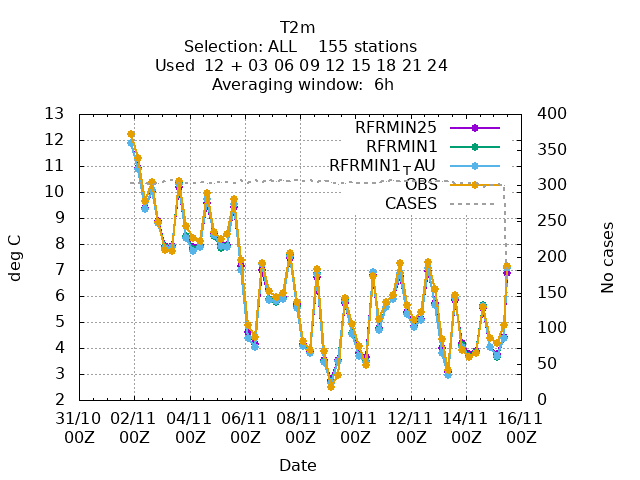 T2m
Selection: ALL    155 stations
Used  12 + 03 06 09 12 15 18 21 24
Averaging window:  6h
deg C
13
12
11
10
9
8
7
6
5
4
3
2
RFRMIN25
RFRMIN1
RFRMIN1┬AU
OBS
CASES
400
350
300
250
200
150
100
50
0
No cases
31/10 02/11 04/11 06/11 08/11 10/11 12/11 14/11 16/11
00Z 00Z 00Z 00Z 00Z 00Z 00Z 00Z 00Z
Date